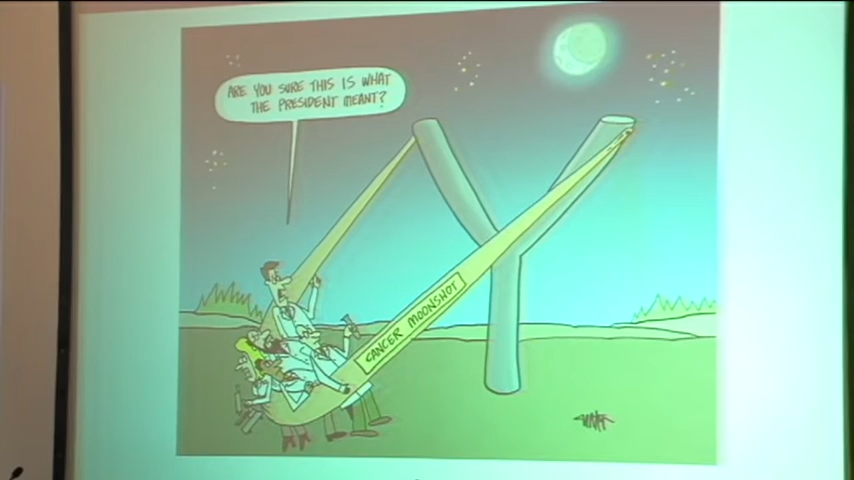 ARE YOU SURE THIS IS WHAT
THE PRESIDENT MEANT?
CANCER MOONSHOT